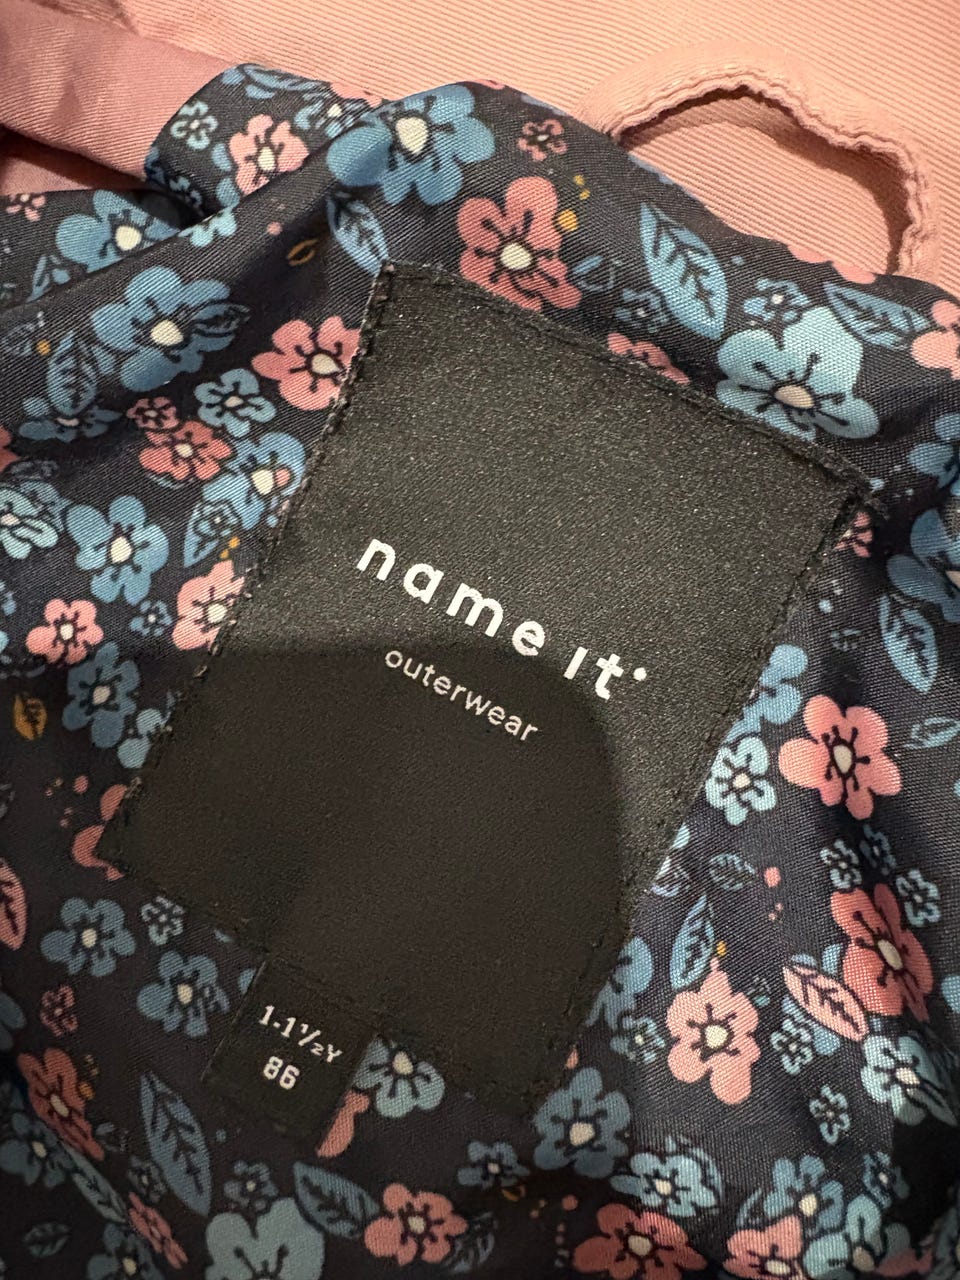 name it
outerwear
1-1½Y
86